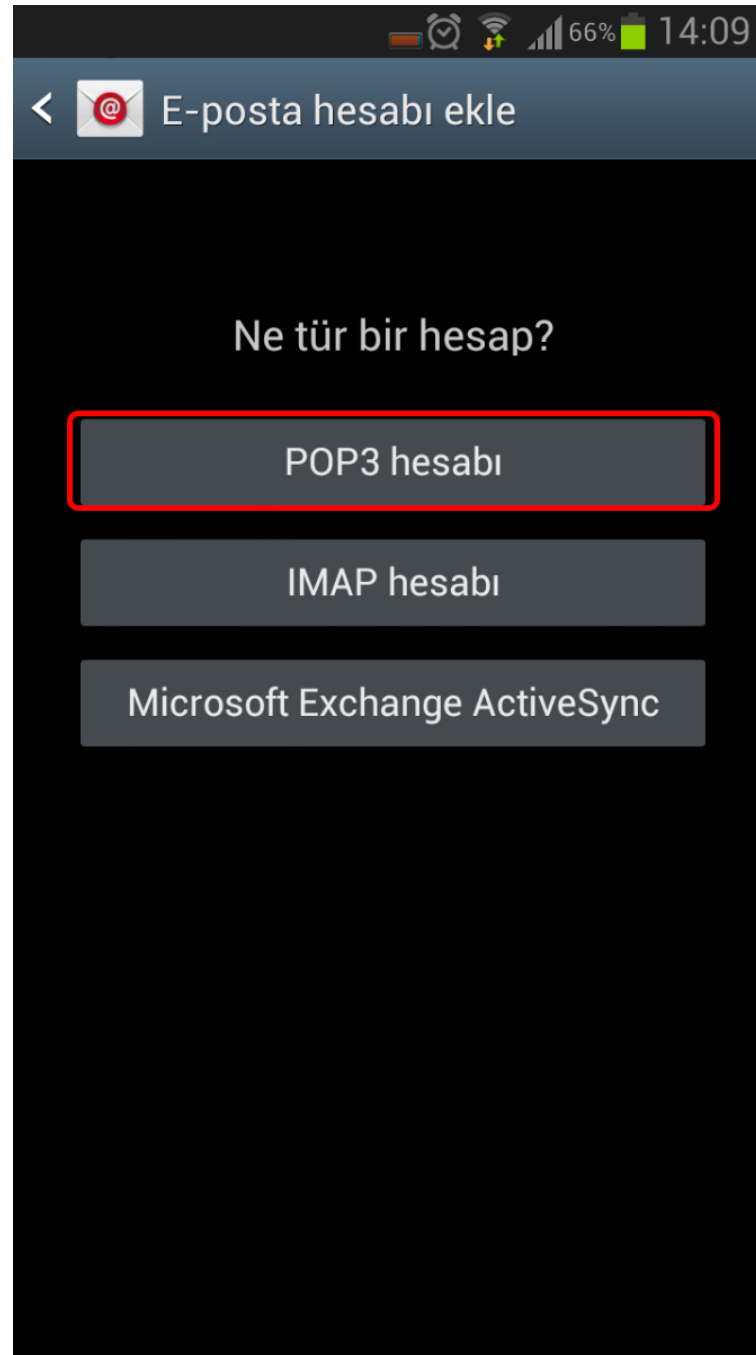 66% 14:09
E-posta hesabı ekle
Ne tür bir hesap?
POP3 hesabı
IMAP hesabı
Microsoft Exchange ActiveSync